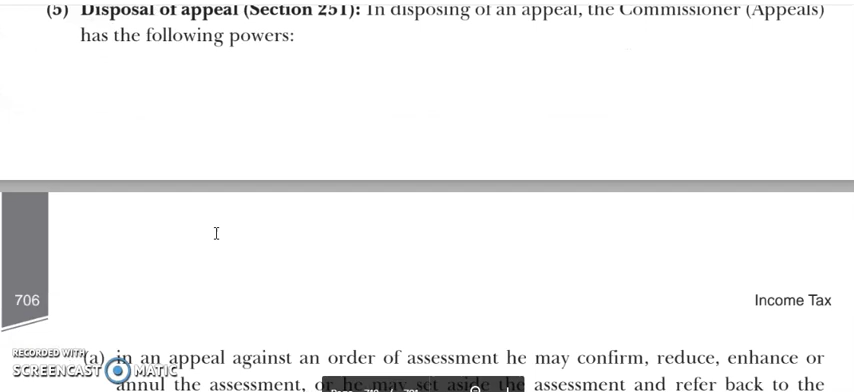 (5) Disposal of appeal (Section 251): In disposing of an appeal, the Commissioner (Appeals)
has the following powers:
706
Income Tax
(a) in an appeal against an order of assessment he may confirm, reduce, enhance or
annul the assessment, or he may set aside the assessment and refer back to the
RECORDED WITH
SCREENCAST MATIC